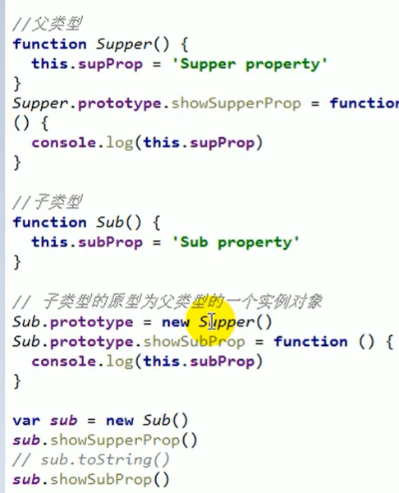 //父类型
function Supper() {
  this.supProp = 'Supper property'
}
Supper.prototype.showSupperProp = function
() {
  console.log(this.supProp)
}
//子类型
function Sub() {
  this.subProp = 'Sub property'
}
// 子类型的原型为父类型的一个实例对象
Sub.prototype = new Supper()
Sub.prototype.showSubProp = function () {
  console.log(this.subProp)
}
var sub = new Sub()
sub.showSupperProp()
// sub.toString()
sub.showSubProp()